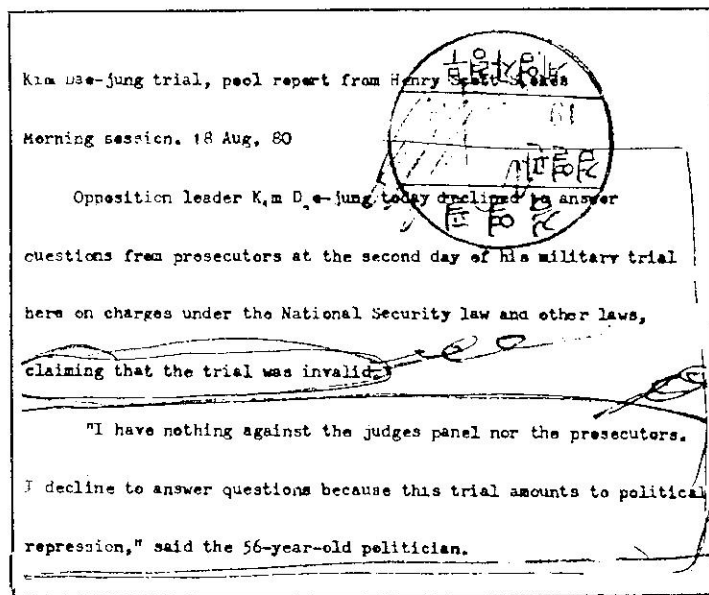 Kim Dae-jung trial, pool report from Henry Scott-Stokes
Morning session. 18 Aug, 80
Opposition leader Kim Dae-jung today declined to answer
questions from prosecutors at the second day of his military trial
here on charges under the National Security law and other laws,
claiming that the trial was invalid.
"I have nothing against the judges panel nor the prosecutors.
I decline to answer questions because this trial amounts to political
repression," said the 56-year-old politician.